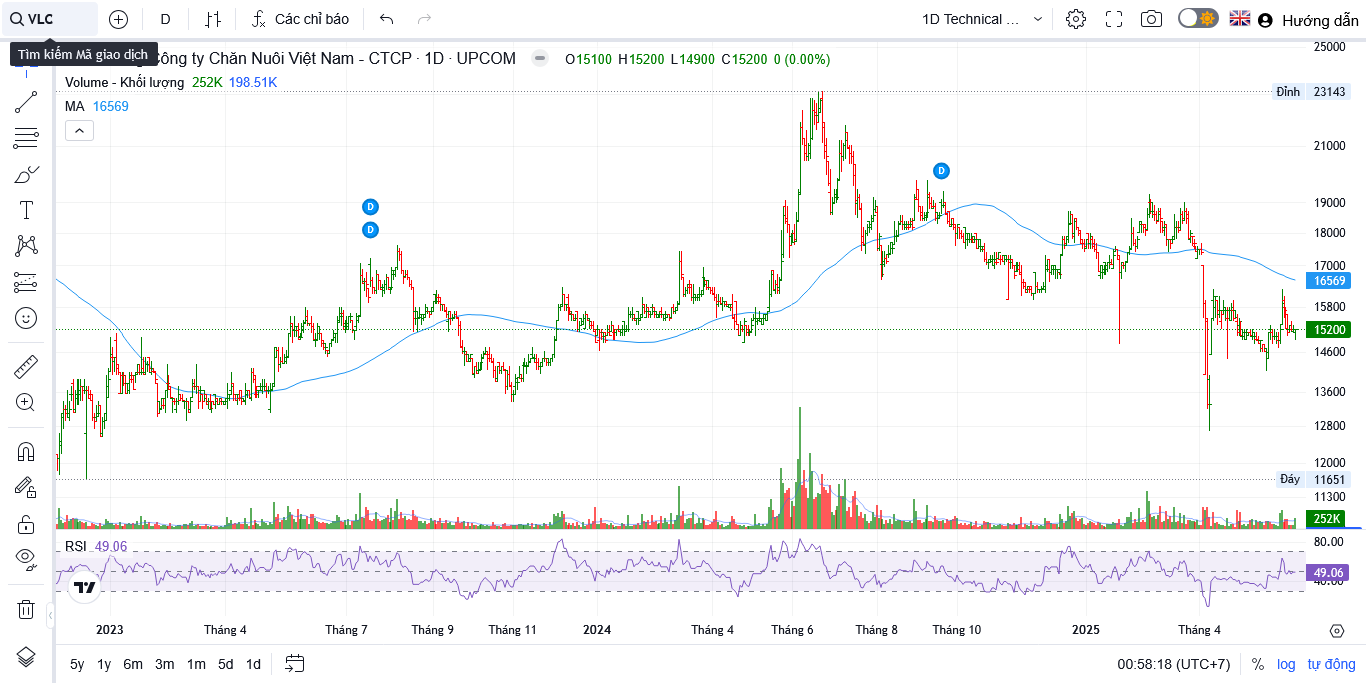 VLC
D
Các chỉ báo
1D Technical ...
Hướng dẫn
Tìm kiếm Mã giao dịch
Công ty Chăn Nuôi Việt Nam - CTCP · 1D · UPCOM
O15100 H15200 L14900 C15200 0 (0.00%)
Volume - Khối lượng 252K 198.51K
MA 16569
25000
Đỉnh 23143
21000
19000
18000
17000
16569
15800
15200
14600
13600
12800
12000
Đáy 11651
11300
252K
D
D
D
RSI 49.06
80.00
49.06
40.00
2023 Tháng 4 Tháng 7 Tháng 9 Tháng 11 2024 Tháng 4 Tháng 6 Tháng 8 Tháng 10 2025 Tháng 4
5y 1y 6m 3m 1m 5d 1d
00:58:18 (UTC+7) % log tự động